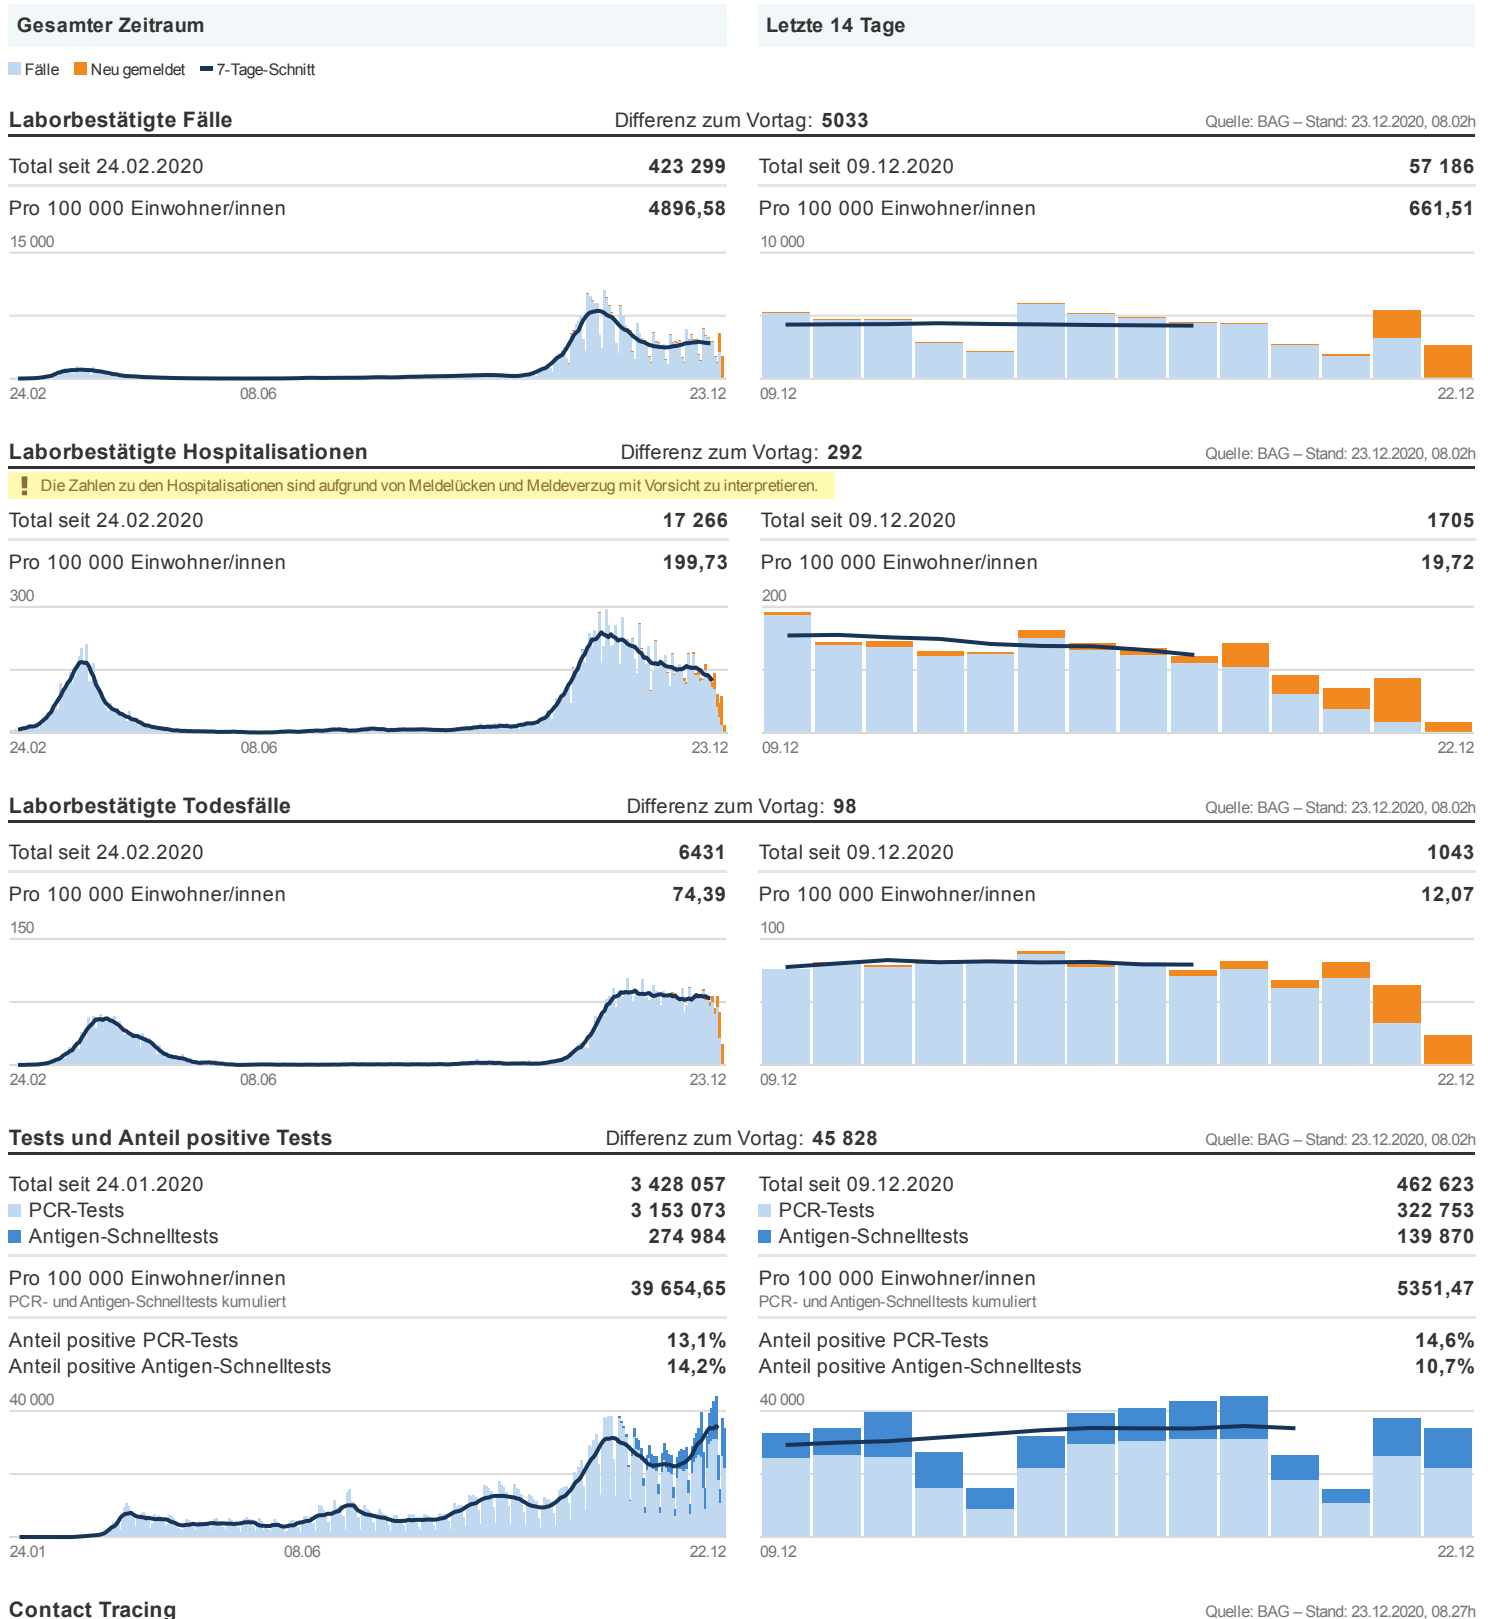 Gesamter Zeitraum
Letzte 14 Tage
Fälle Neu gemeldet 7-Tage-Schnitt
Laborbestätigte Fälle Differenz zum Vortag: 5033 Quelle: BAG – Stand: 23.12.2020, 08.02h
Total seit 24.02.2020 423 299 Total seit 09.12.2020 57 186
Pro 100 000 Einwohner/innen 4896,58 Pro 100 000 Einwohner/innen 661,51
15 000 10 000
24.02 08.06 23.12 09.12 22.12
Laborbestätigte Hospitalisationen Differenz zum Vortag: 292 Quelle: BAG – Stand: 23.12.2020, 08.02h
! Die Zahlen zu den Hospitalisationen sind aufgrund von Meldelücken und Meldeverzug mit Vorsicht zu interpretieren.
Total seit 24.02.2020 17 266 Total seit 09.12.2020 1705
Pro 100 000 Einwohner/innen 199,73 Pro 100 000 Einwohner/innen 19,72
300 200
24.02 08.06 23.12 09.12 22.12
Laborbestätigte Todesfälle Differenz zum Vortag: 98 Quelle: BAG – Stand: 23.12.2020, 08.02h
Total seit 24.02.2020 6431 Total seit 09.12.2020 1043
Pro 100 000 Einwohner/innen 74,39 Pro 100 000 Einwohner/innen 12,07
150 100
24.02 08.06 23.12 09.12 22.12
Tests und Anteil positive Tests Differenz zum Vortag: 45 828 Quelle: BAG – Stand: 23.12.2020, 08.02h
Total seit 24.01.2020 3 428 057 Total seit 09.12.2020 462 623
PCR-Tests 3 153 073 PCR-Tests 322 753
Antigen-Schnelltests 274 984 Antigen-Schnelltests 139 870
Pro 100 000 Einwohner/innen 39 654,65 Pro 100 000 Einwohner/innen 5351,47
PCR- und Antigen-Schnelltests kumuliert PCR- und Antigen-Schnelltests kumuliert
Anteil positive PCR-Tests 13,1% Anteil positive PCR-Tests 14,6%
Anteil positive Antigen-Schnelltests 14,2% Anteil positive Antigen-Schnelltests 10,7%
40 000 40 000
24.01 08.06 22.12 09.12 22.12
Contact Tracing Quelle: BAG – Stand: 23.12.2020, 08.27h